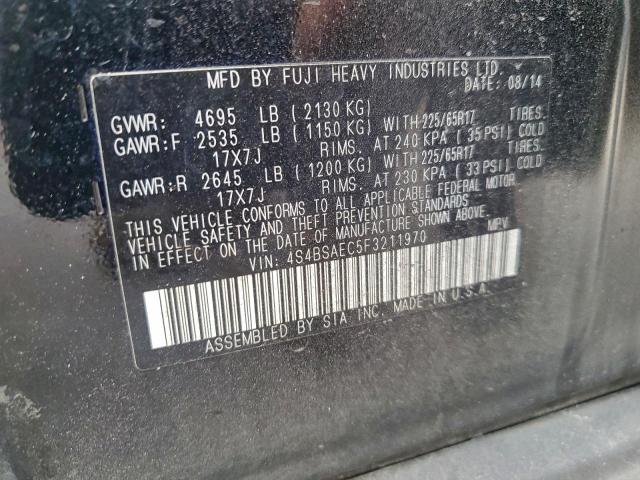 MFD BY FUJI HEAVY INDUSTRIES LTD.
DATE: 08/14
GVWR: 4695 LB (2130 KG)
GAWR:F 2535 LB (1150 KG) WITH 225/65R17 TIRES.
17X7J RIMS. AT 240 KPA (35 PSI) COLD
GAWR:R 2645 LB (1200 KG) WITH 225/65R17 TIRES.
17X7J RIMS. AT 230 KPA (33 PSI) COLD
THIS VEHICLE CONFORMS TO ALL APPLICABLE FEDERAL MOTOR
VEHICLE SAFETY AND THEFT PREVENTION STANDARDS
IN EFFECT ON THE DATE OF MANUFACTURE SHOWN ABOVE.
VIN: 4S4BSAEC5F3211970 MPV
ASSEMBLED BY SIA INC. MADE IN U.S.A.